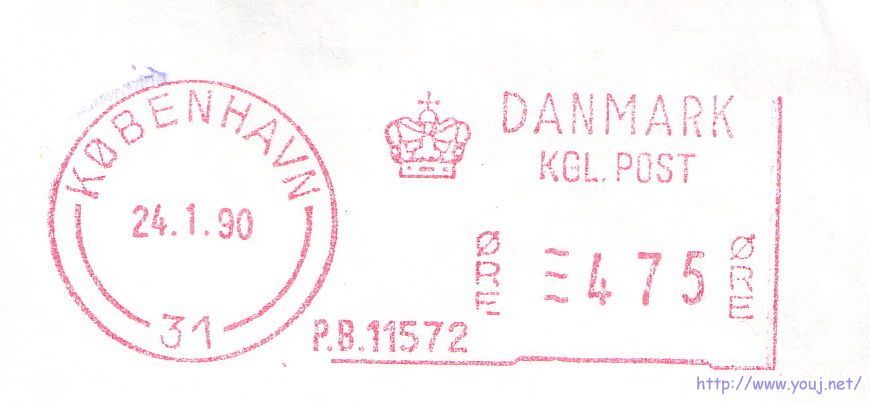 KØBENHAVN
24.1.90
31
DANMARK
KGL. POST
ØRE 475 ØRE
P.B.11572
http://www.youj.net/